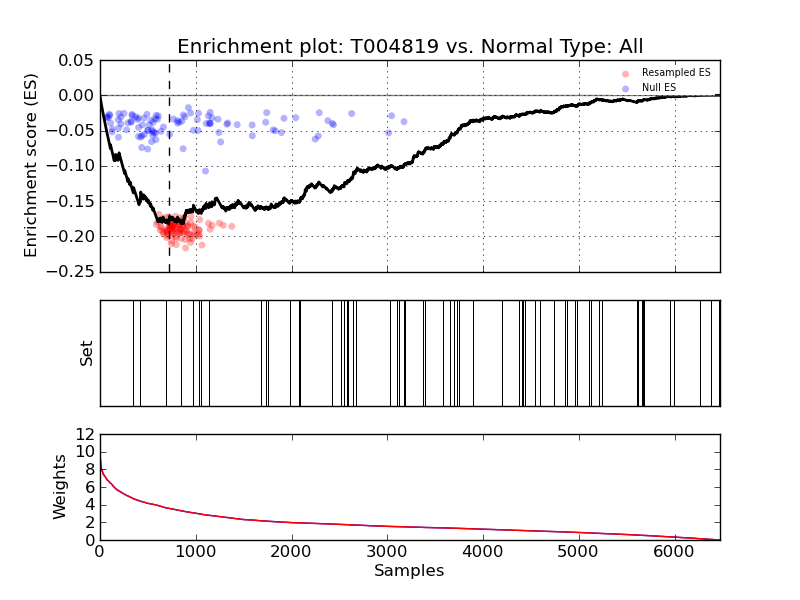 Enrichment plot: T004819 vs. Normal Type: All
Enrichment score (ES)
0.05
0.00
−0.05
−0.10
−0.15
−0.20
−0.25
Resampled ES
Null ES
Set
Weights
12
10
8
6
4
2
0
0 1000 2000 3000 4000 5000 6000
Samples